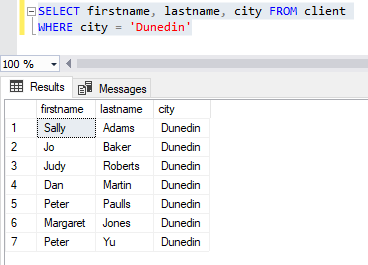 SELECT firstname, lastname, city FROM client
WHERE city = 'Dunedin'
100 %
Results Messages
firstname lastname city
1 Sally Adams Dunedin
2 Jo Baker Dunedin
3 Judy Roberts Dunedin
4 Dan Martin Dunedin
5 Peter Paulls Dunedin
6 Margaret Jones Dunedin
7 Peter Yu Dunedin